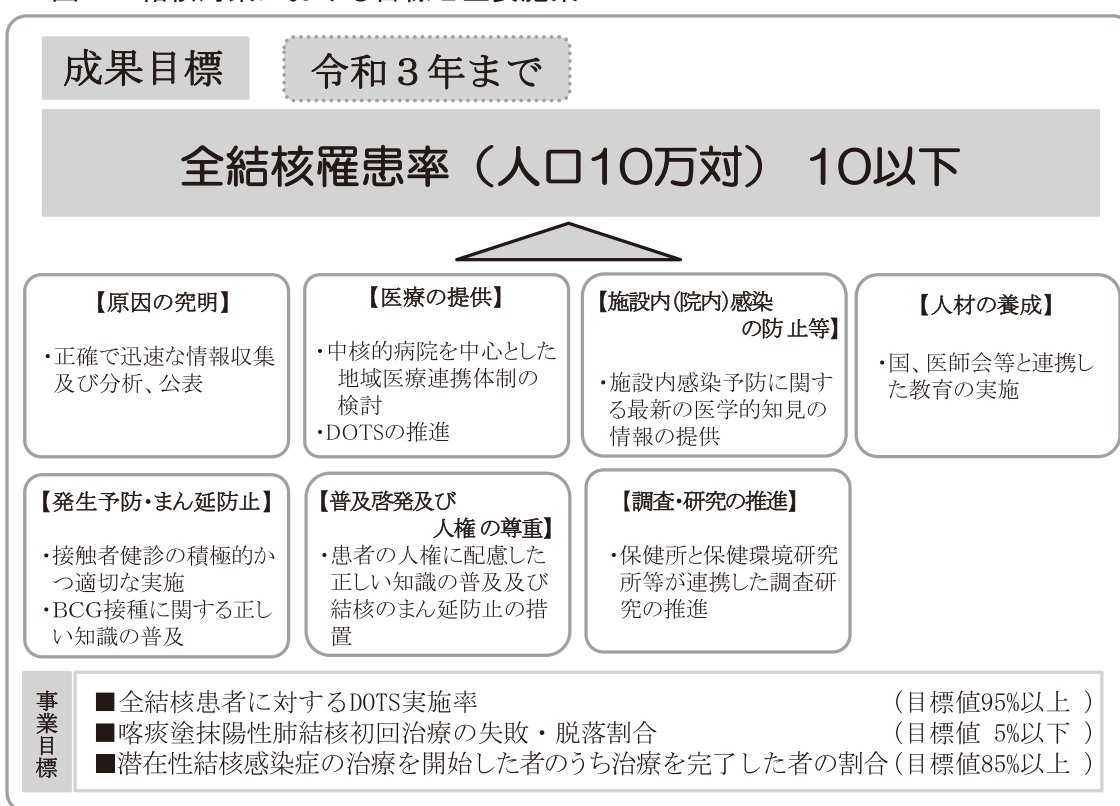 成果目標
令和３年まで
全結核罹患率（人口10万対） 10以下
【原因の究明】
・正確で迅速な情報収集
及び分析、公表
【医療の提供】
・中核的病院を中心とした
地域医療連携体制の
検討
・DOTSの推進
【施設内(院内)感染
の防止等】
・施設内感染予防に関す
る最新の医学的知見の
情報の提供
【人材の養成】
・国、医師会等と連携し
た教育の実施
【発生予防・まん延防止】
・接触者健診の積極的か
つ適切な実施
・BCG接種に関する正し
い知識の普及
【普及啓発及び
人権の尊重】
・患者の人権に配慮した
正しい知識の普及及び
結核のまん延防止の措
置
【調査・研究の推進】
・保健所と保健環境研究
所等が連携した調査研
究の推進
事業目標
■全結核患者に対するDOTS実施率 (目標値95%以上 )
■喀痰塗抹陽性肺結核初回治療の失敗・脱落割合 (目標値 5%以下 )
■潜在性結核感染症の治療を開始した者のうち治療を完了した者の割合(目標値85%以上 )